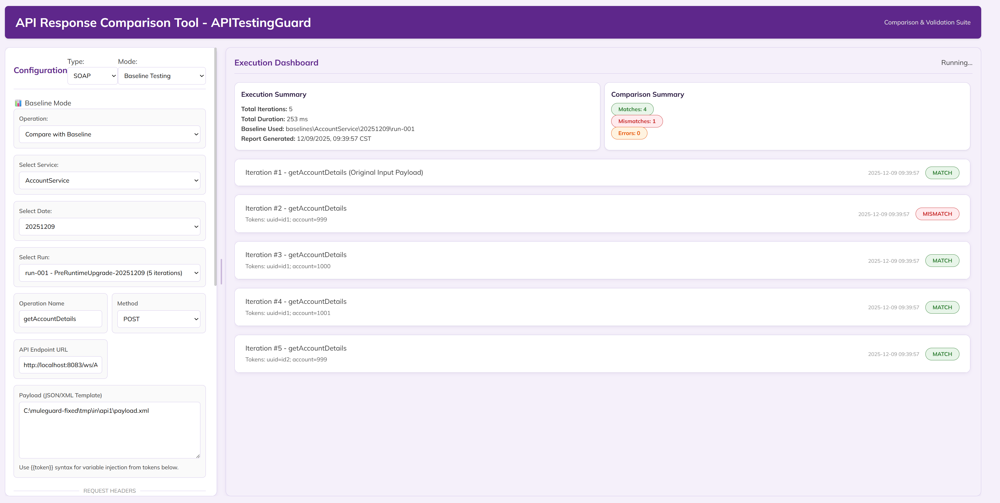 API Response Comparison Tool - APITestingGuard
Comparison & Validation Suite
Configuration
Type:
SOAP
Mode:
Baseline Testing
Baseline Mode
Operation:
Compare with Baseline
Select Service:
AccountService
Select Date:
20251209
Select Run:
run-001 - PreRuntimeUpgrade-20251209 (5 iterations)
Operation Name
getAccountDetails
Method
POST
API Endpoint URL
http://localhost:8083/ws/A
Payload (JSON/XML Template)
C:\muleguard-fixed\tmp\in\api1\payload.xml
Use {{token}} syntax for variable injection from tokens below.
REQUEST HEADERS
Execution Dashboard
Running...
Execution Summary
Total Iterations: 5
Total Duration: 253 ms
Baseline Used: baselines\AccountService\20251209\run-001
Report Generated: 12/09/2025, 09:39:57 CST
Comparison Summary
Matches: 4
Mismatches: 1
Errors: 0
Iteration #1 - getAccountDetails (Original Input Payload)
2025-12-09 09:39:57 MATCH
Iteration #2 - getAccountDetails
Tokens: uuid=id1; account=999
2025-12-09 09:39:57 MISMATCH
Iteration #3 - getAccountDetails
Tokens: uuid=id1; account=1000
2025-12-09 09:39:57 MATCH
Iteration #4 - getAccountDetails
Tokens: uuid=id1; account=1001
2025-12-09 09:39:57 MATCH
Iteration #5 - getAccountDetails
Tokens: uuid=id2; account=999
2025-12-09 09:39:57 MATCH